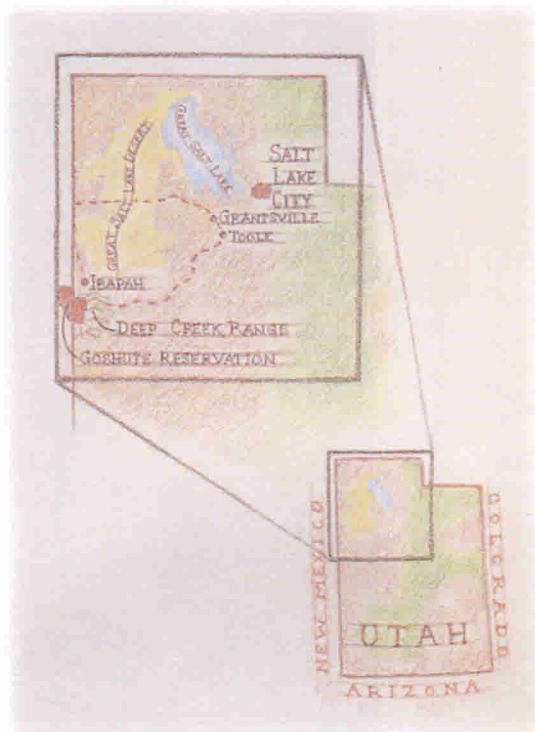 GREAT SALT LAKE DESERT
GREAT SALT LAKE
SALT
LAKE
CITY
GRANTSVILLE
TOOLE
IBAPAH
DEEP CREEK RANGE
GOSHUTE RESERVATION
NEW MEXICO
COLORADO
UTAH
ARIZONA